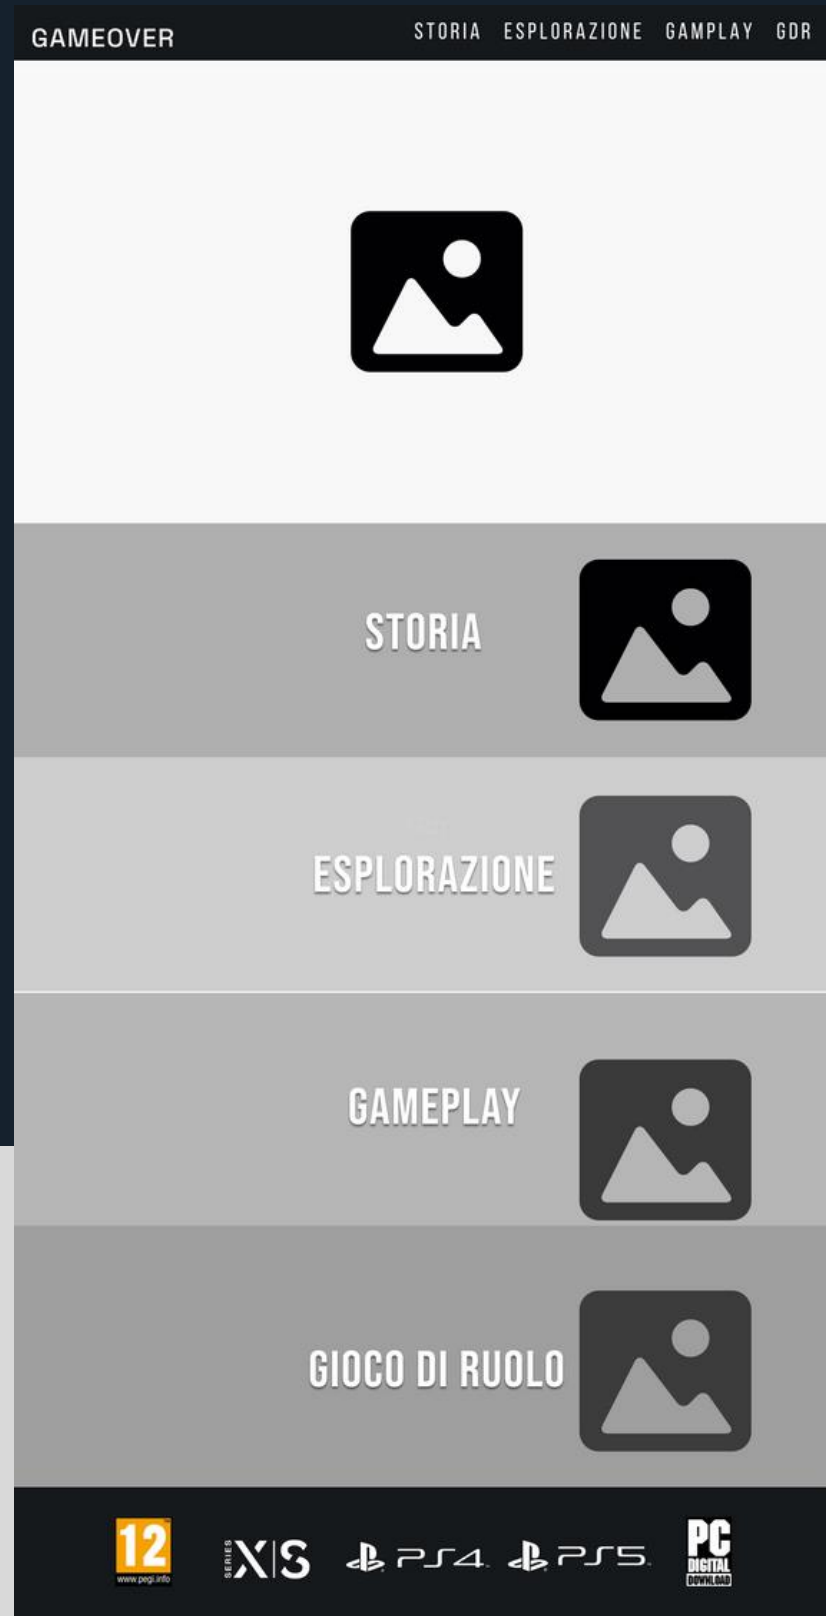 GAMEOVER
STORIA ESPLORAZIONE GAMPLAY GDR
STORIA
ESPLORAZIONE
GAMEPLAY
GIOCO DI RUOLO
12
www.pegi.info
SERIES X|S
PS4
PS5
PC
DIGITAL
DOWNLOAD